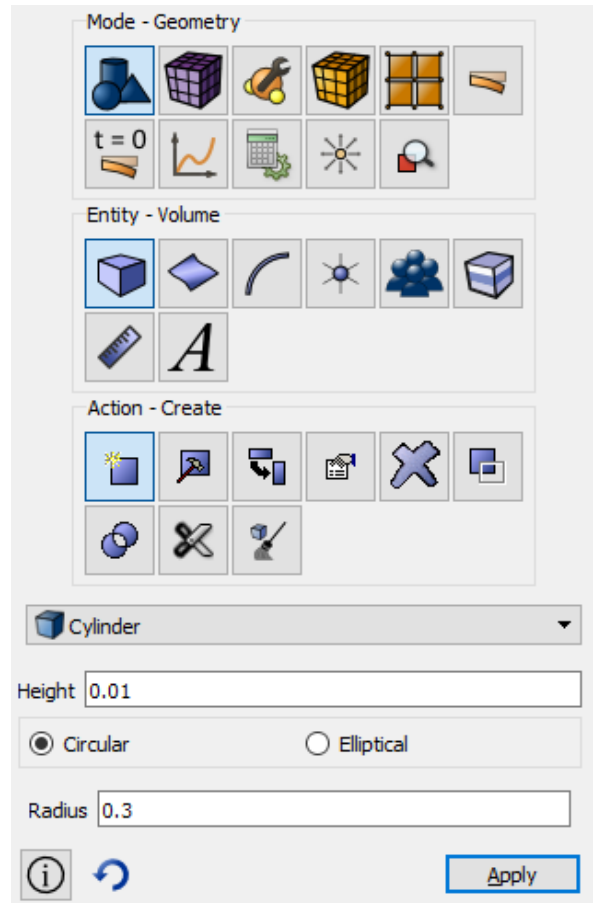 Mode - Geometry
t = 0
Entity - Volume
A
Action - Create
Cylinder
Height 0.01
Circular Elliptical
Radius 0.3
i Apply